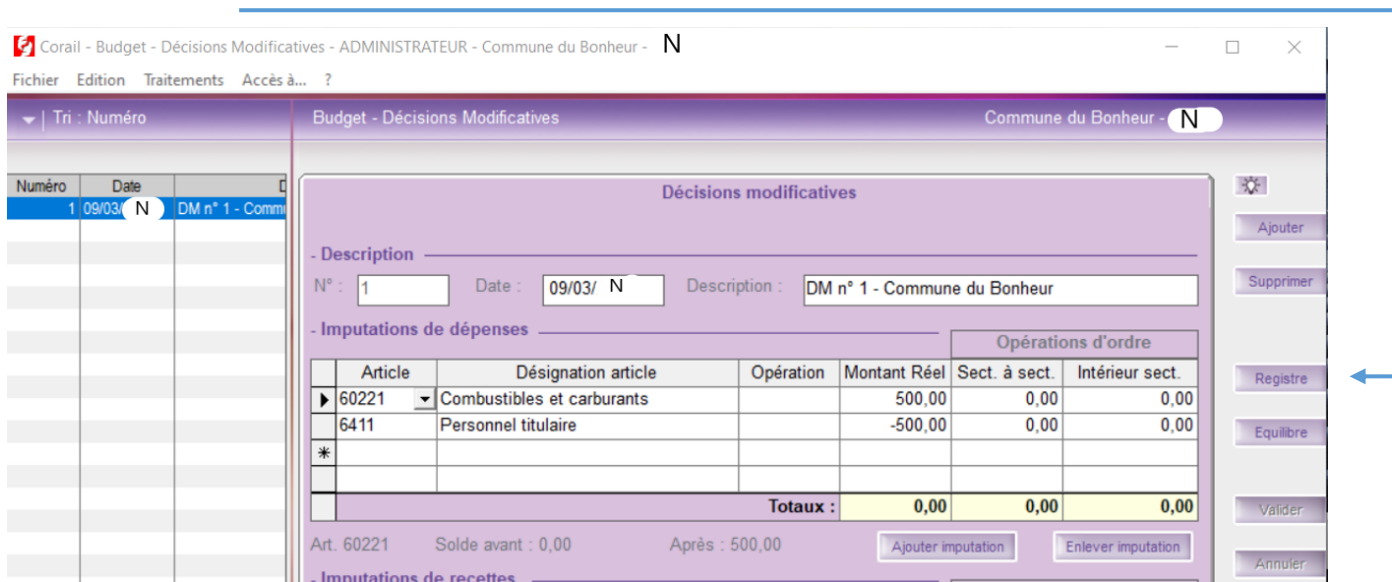 Corail - Budget - Décisions Modificatives - ADMINISTRATEUR - Commune du Bonheur - N
Fichier Edition Traitements Accès à... ?
Tri : Numéro Budget - Décisions Modificatives Commune du Bonheur - N
Numéro Date D
1 09/03/ N DM n° 1 - Commu
Décisions modificatives
Ajouter
- Description
N° : 1 Date : 09/03/ N Description : DM n° 1 - Commune du Bonheur
Supprimer
- Imputations de dépenses
Opérations d'ordre
Article Désignation article Opération Montant Réel Sect. à sect. Intérieur sect.
Registre
60221 Combustibles et carburants 500,00 0,00 0,00
6411 Personnel titulaire -500,00 0,00 0,00
Equilibre
*
Totaux : 0,00 0,00 0,00
Valider
Art. 60221 Solde avant : 0,00 Après : 500,00 Ajouter imputation Enlever imputation
Annuler
- Imputations de recettes